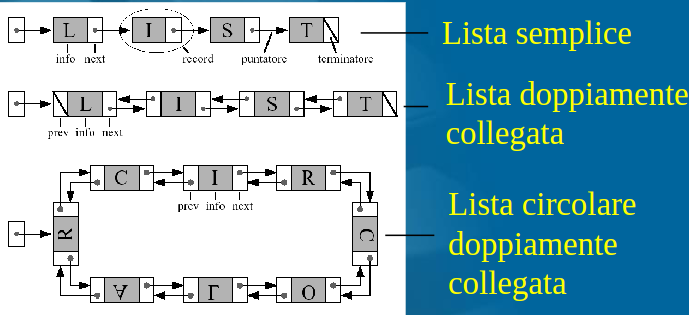 L I S T
info next
record
puntatore
terminatore
Lista semplice
L I S T
prev info next
Lista doppiamente
collegata
C I R
prev info next
R C
A L O
Lista circolare
doppiamente
collegata